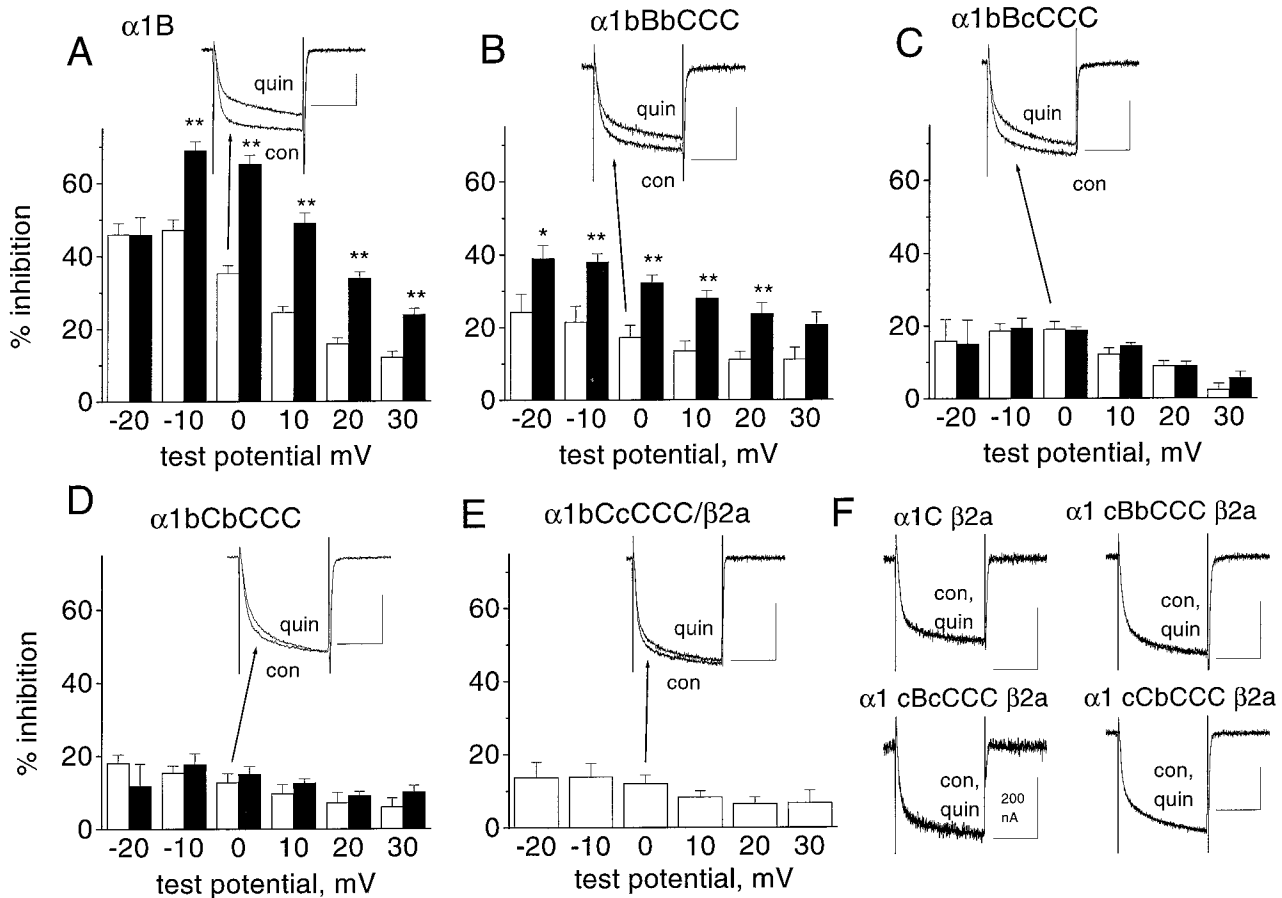 A
α1B
quin
con
** ** ** ** **
% inhibition
60
40
20
0
-20 -10 0 10 20 30
test potential mV
B
α1bBbCCC
quin
con
* ** ** ** **
60
40
20
0
-20 -10 0 10 20 30
test potential, mV
C
α1bBcCCC
quin
con
60
40
20
0
-20 -10 0 10 20 30
test potential, mV
D
α1bCbCCC
quin
con
% inhibition
60
40
20
0
-20 -10 0 10 20 30
test potential, mV
E
α1bCcCCC/β2a
quin
con
60
40
20
0
-20 -10 0 10 20 30
test potential, mV
F
α1C β2a
con,
quin
α1 cBbCCC β2a
con,
quin
α1 cBcCCC β2a
con,
quin
200
nA
α1 cCbCCC β2a
con,
quin